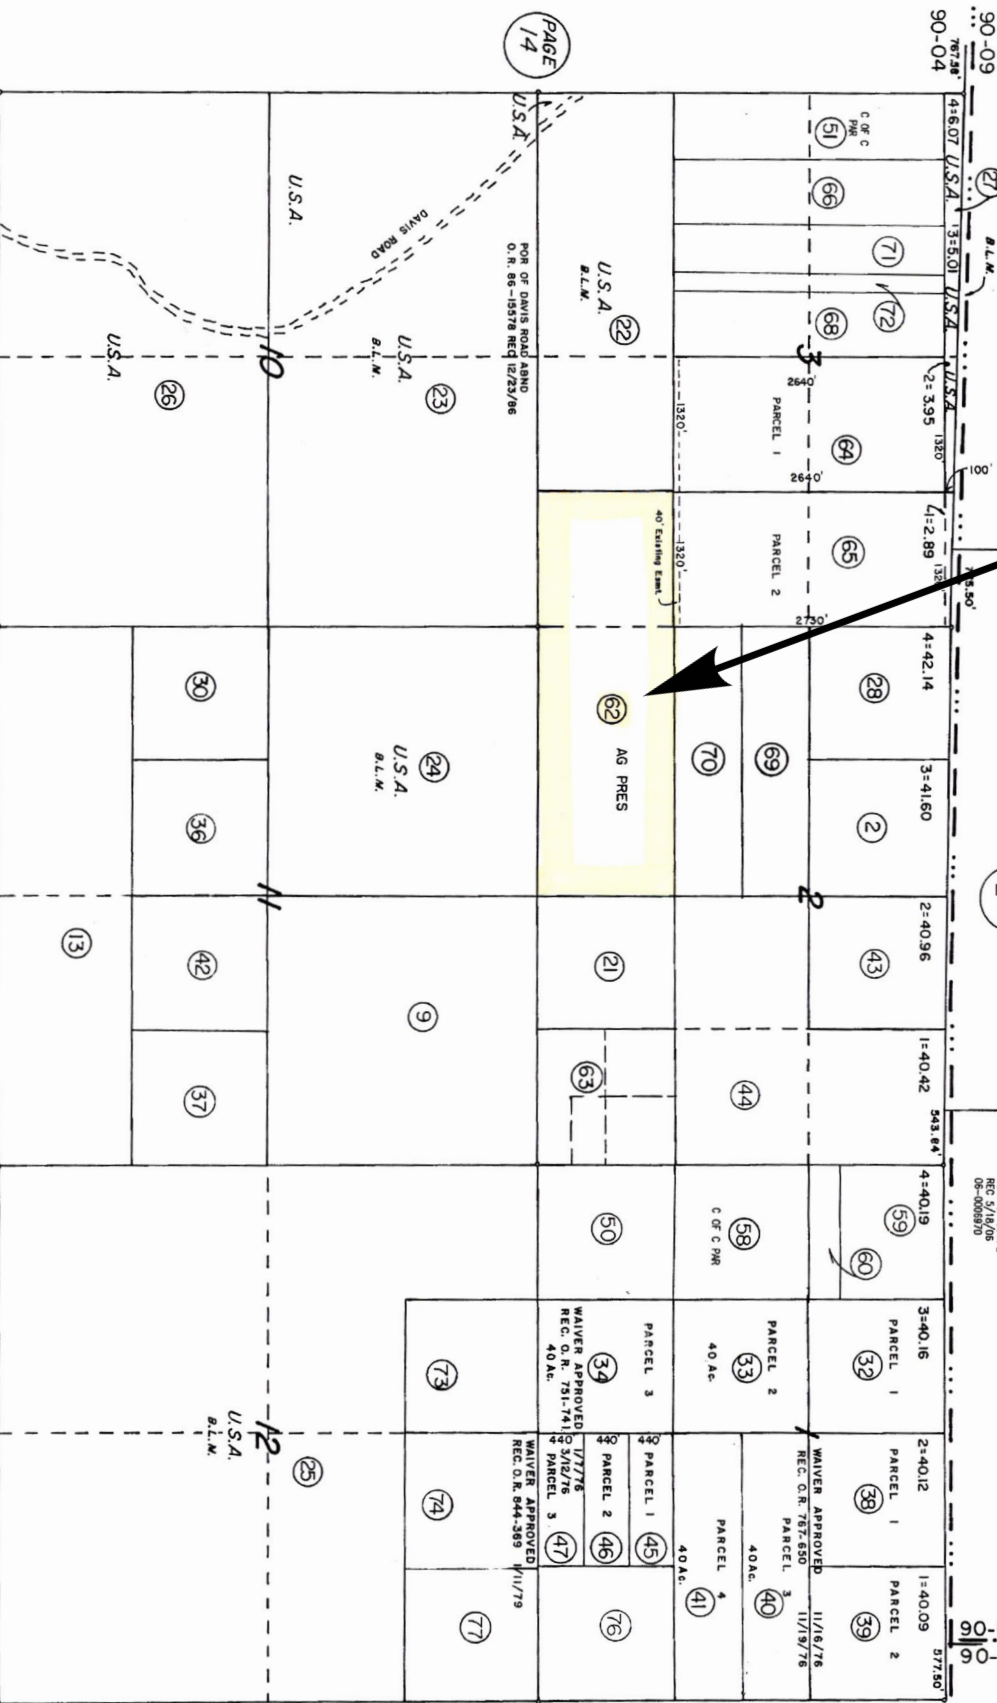 90-09
90-04
767.58'
4=6.07
U.S.A.
27
3=5.01
U.S.A.
B.L.M.
U.S.A.
2=3.95
1320'
100'
1=2.89
4=42.14
3=41.60
2=40.96
1=40.42
543.84'
REC 5/18/06
06-0006970
4=40.19
3=40.16
2=40.12
1=40.09
577.50'
90-
90-
C OF C
PAR
51
66
71
72
68
3
2640'
64
PARCEL 1
2640'
1320'
65
PARCEL 2
1320'
2730'
28
2
69
70
2
43
44
59
60
58
C OF C PAR
PARCEL 1
32
PARCEL 2
33
40 Ac.
PARCEL 1
38
PARCEL 2
39
1
WAIVER APPROVED 11/16/76
REC. O.R. 767-650 11/19/76
PARCEL 3
40 Ac.
40
PARCEL 4
40 Ac.
41
PAGE
14
U.S.A.
22
U.S.A.
B.L.M.
40' Existing Esmt.
62
AG PRES
21
63
50
PARCEL 3
34
WAIVER APPROVED 1/7/76
REC. O.R. 751-741 3/12/76
40 Ac.
440'
PARCEL 1
45
440'
PARCEL 2
46
440'
PARCEL 3
47
76
WAIVER APPROVED
REC. O.R. 844-369 1/11/79
POR OF DAVIS ROAD ABND
O.R. 86-15578 REC 12/23/86
DAVIS ROAD
U.S.A.
10
23
U.S.A.
B.L.M.
24
U.S.A.
B.L.M.
11
9
73
74
77
12
U.S.A.
26
30
36
42
37
13
25
U.S.A.
B.L.M.